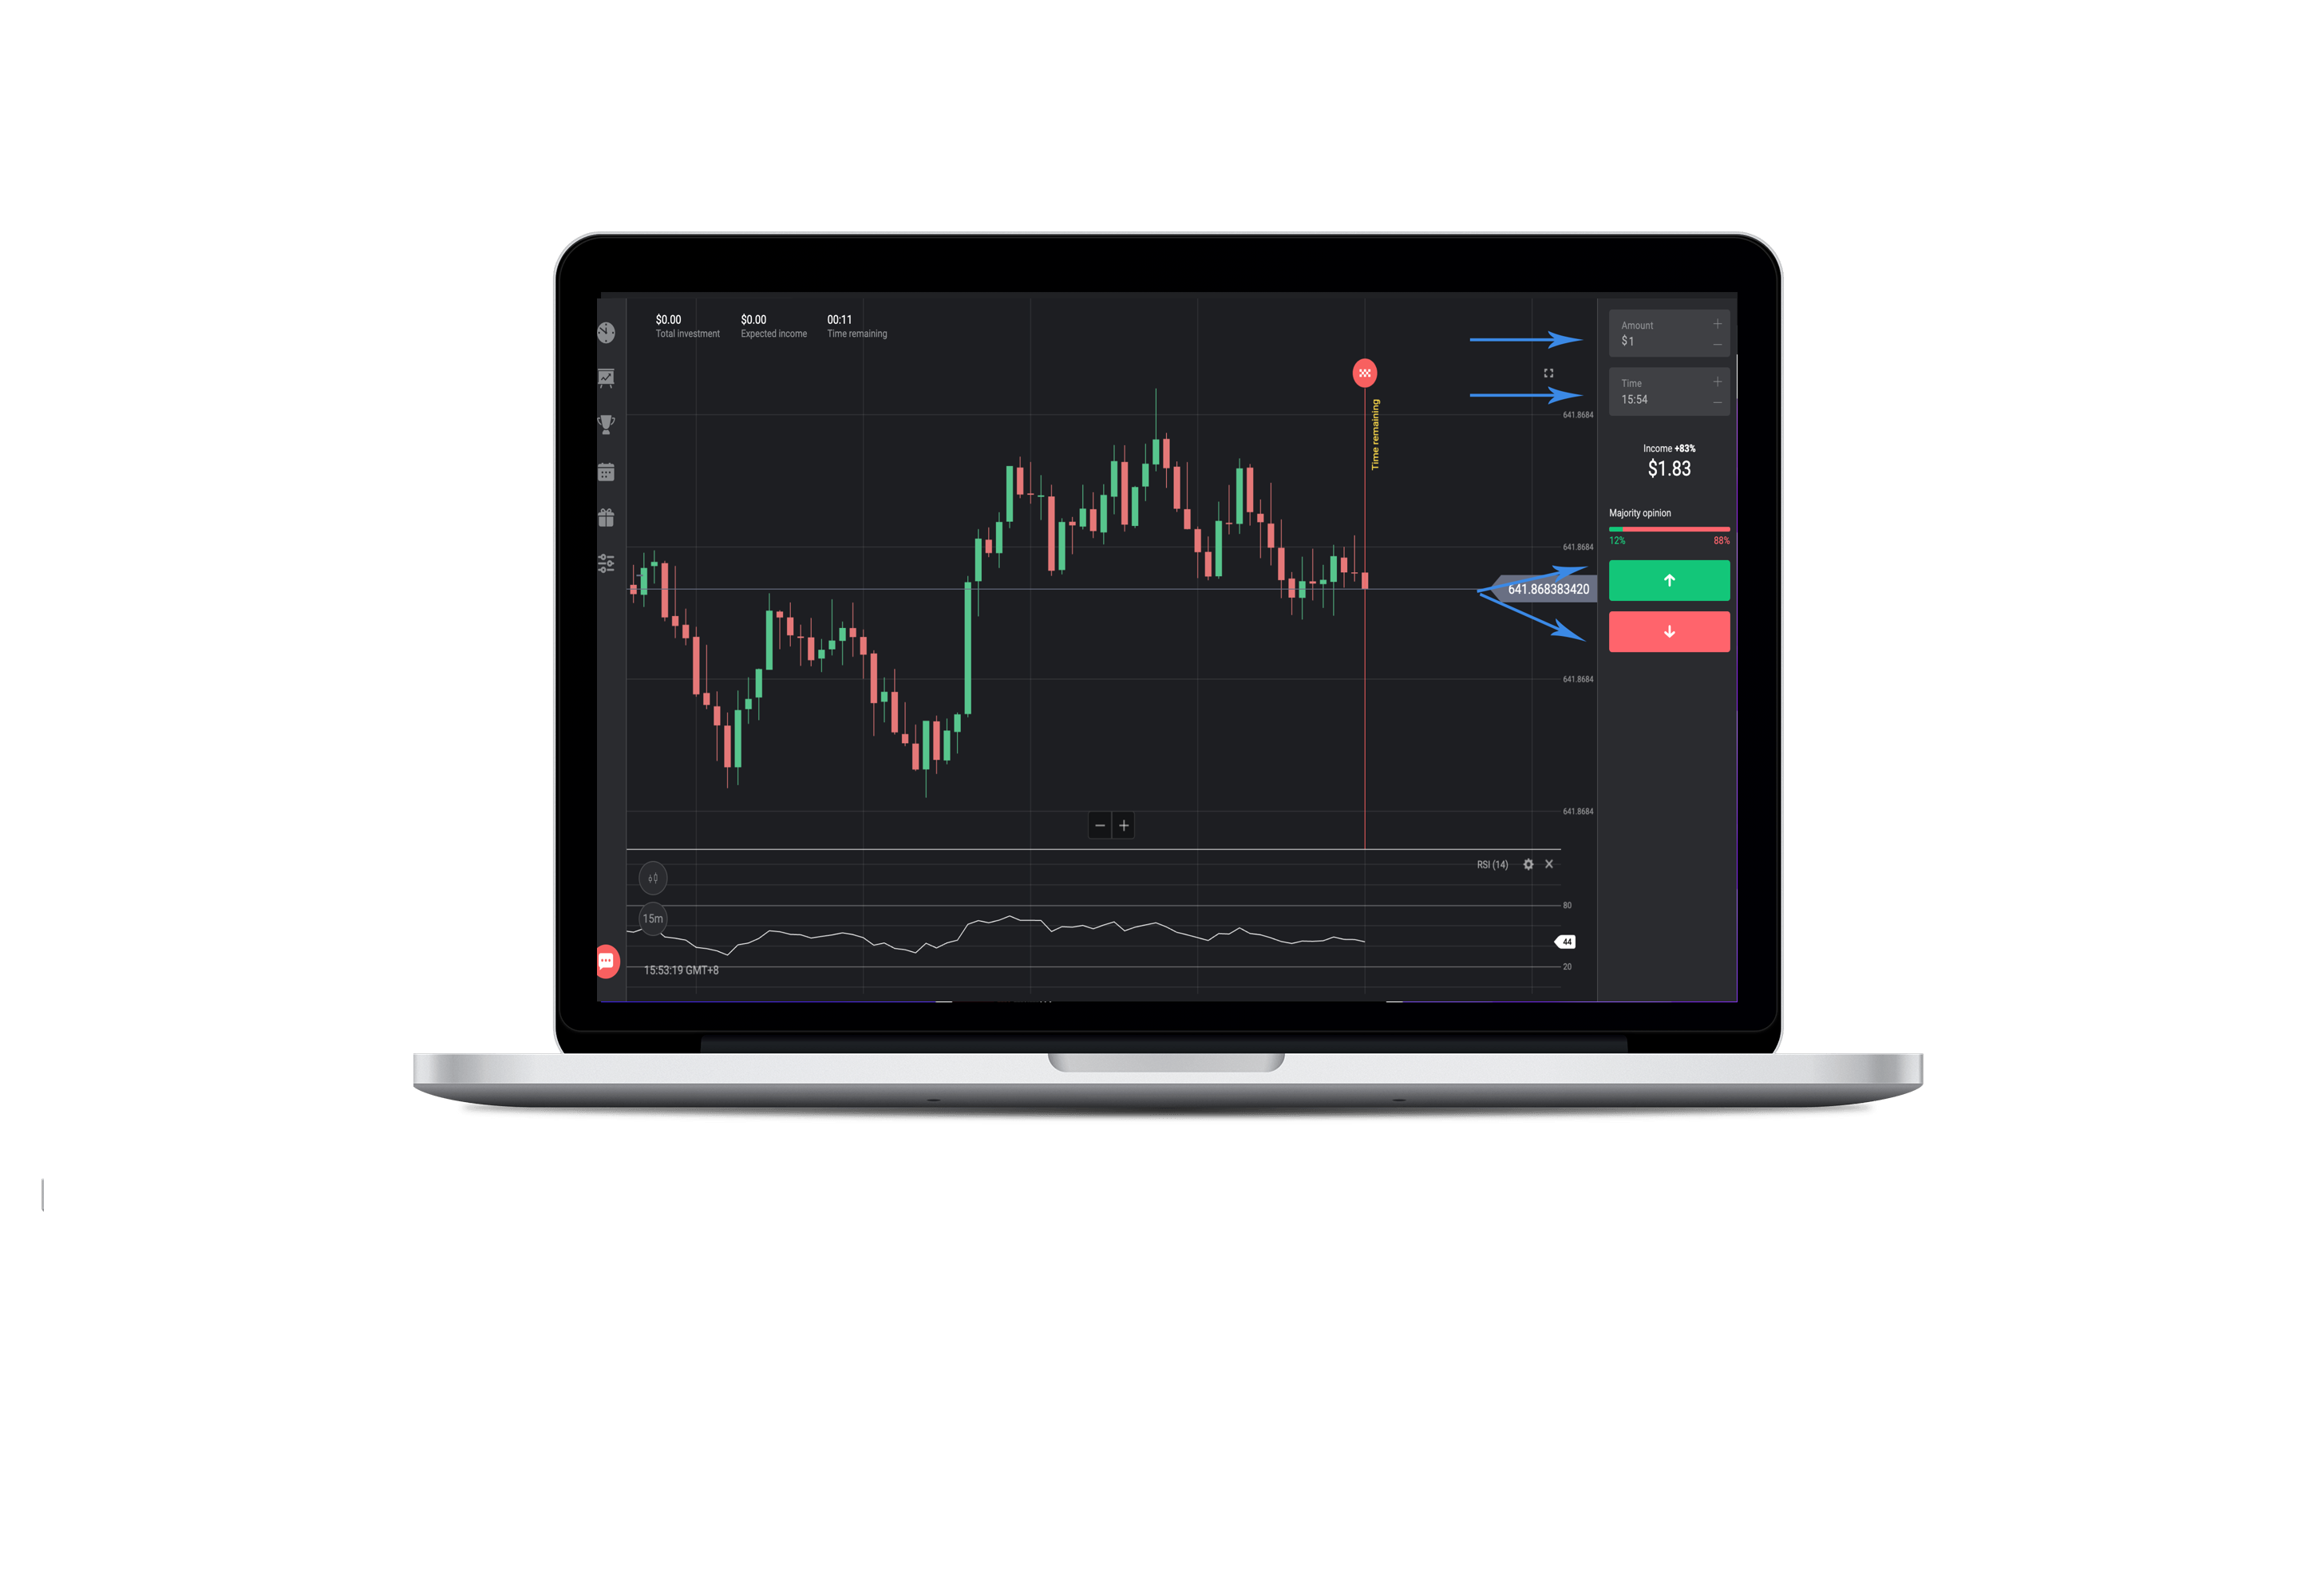 $0.00 $0.00 00:11
Total investment Expected income Time remaining
Amount
$1
Time
15:54
Time remaining
641.8684
Income +83%
$1.83
Majority opinion
12% 88%
641.8684
641.868383420
641.8684
641.8684
RSI (14)
15m
80
44
20
15:53:19 GMT+8